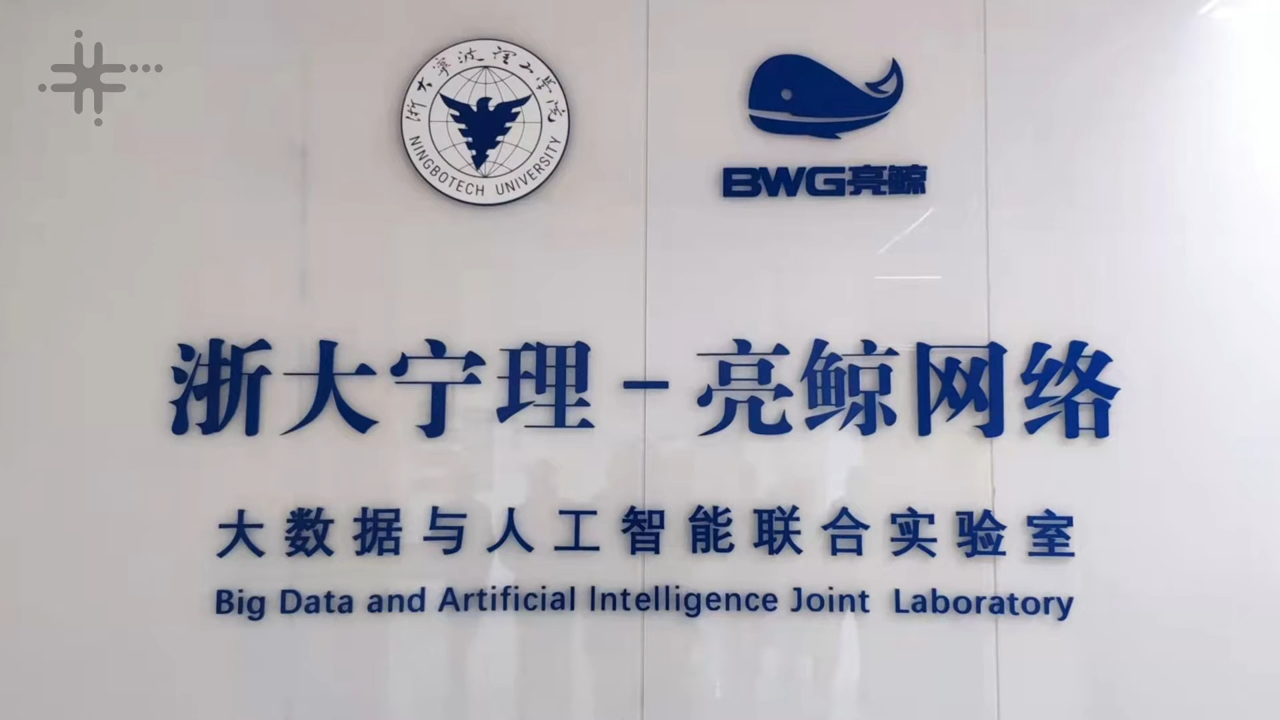 浙大宁波理工学院
NINGBOTECH UNIVERSITY
BWG亮鲸
浙大宁理-亮鲸网络
大数据与人工智能联合实验室
Big Data and Artificial Intelligence Joint Laboratory